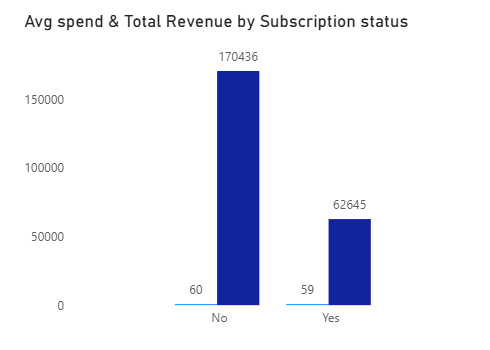 Avg spend & Total Revenue by Subscription status
170436
150000
100000
62645
50000
60
59
0
No
Yes